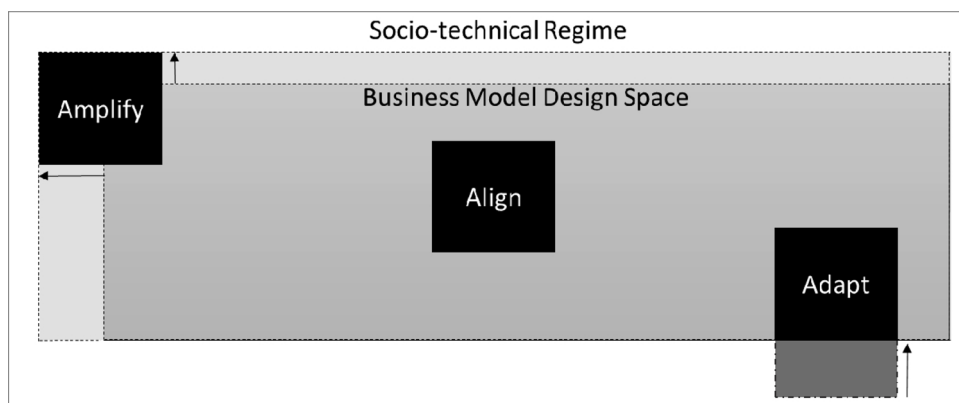 Socio-technical Regime
Amplify
Business Model Design Space
Align
Adapt